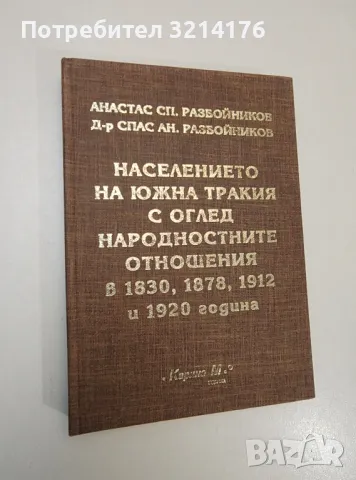 Потребител 3214176
АНАСТАС СП. РАЗБОЙНИКОВ
Д-р СПАС АН. РАЗБОЙНИКОВ
НАСЕЛЕНИЕТО
НА ЮЖНА ТРАКИЯ
С ОГЛЕД
НАРОДНОСТНИТЕ
ОТНОШЕНИЯ
В 1830, 1878, 1912
и 1920 година
BAZAR